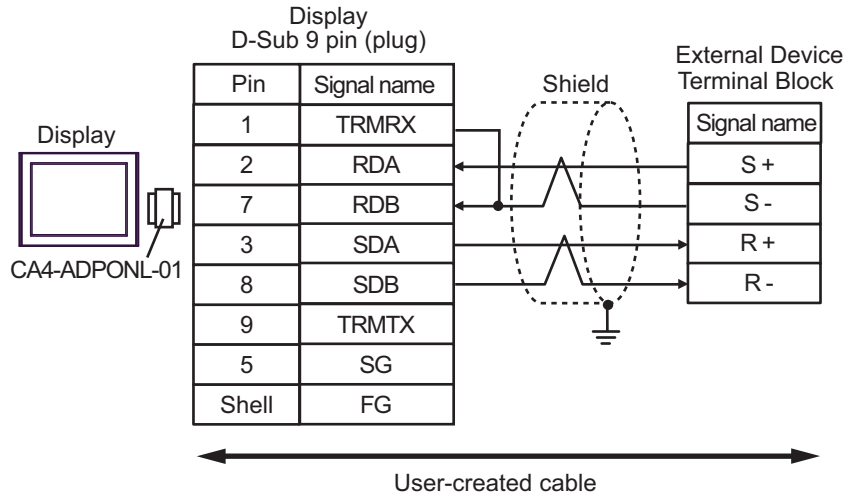 Display
D-Sub 9 pin (plug)
External Device
Terminal Block
Pin Signal name
Shield
Signal name
1 TRMRX
Display
2 RDA
S +
7 RDB
S -
3 SDA
R +
CA4-ADPONL-01
8 SDB
R -
9 TRMTX
5 SG
Shell FG
User-created cable